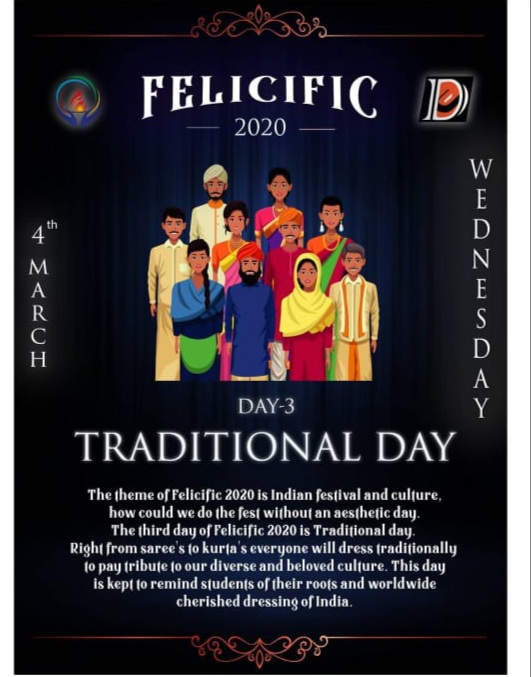 FELICIFIC
2020
4th
MARCH
WEDNESDAY
DAY-3
TRADITIONAL DAY
The theme of Felicific 2020 is Indian festival and culture,
how could we do the fest without an aesthetic day.
The third day of Felicific 2020 is Traditional day.
Right from saree's to kurta's everyone will dress traditionally
to pay tribute to our diverse and beloved culture. This day
is kept to remind students of their roots and worldwide
cherished dressing of India.